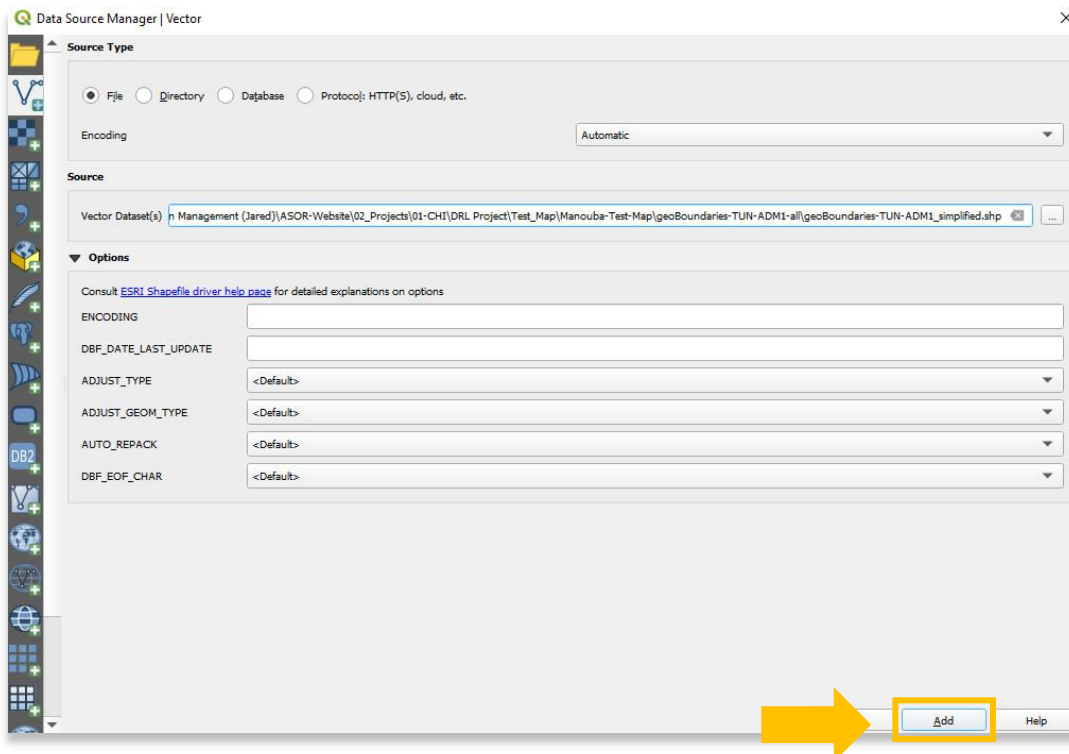 Data Source Manager | Vector
Source Type
File Directory Database Protocol: HTTP(S), cloud, etc.
Encoding Automatic
Source
Vector Dataset(s) n Management (Jared)\ASOR-Website\02_Projects\01-CHI\DRL Project\Test_Map\Manouba-Test-Map\geoBoundaries-TUN-ADM1-all\geoBoundaries-TUN-ADM1_simplified.shp ...
Options
Consult ESRI Shapefile driver help page for detailed explanations on options
ENCODING
DBF_DATE_LAST_UPDATE
ADJUST_TYPE <Default>
ADJUST_GEOM_TYPE <Default>
AUTO_REPACK <Default>
DB2
DBF_EOF_CHAR <Default>
Add Help